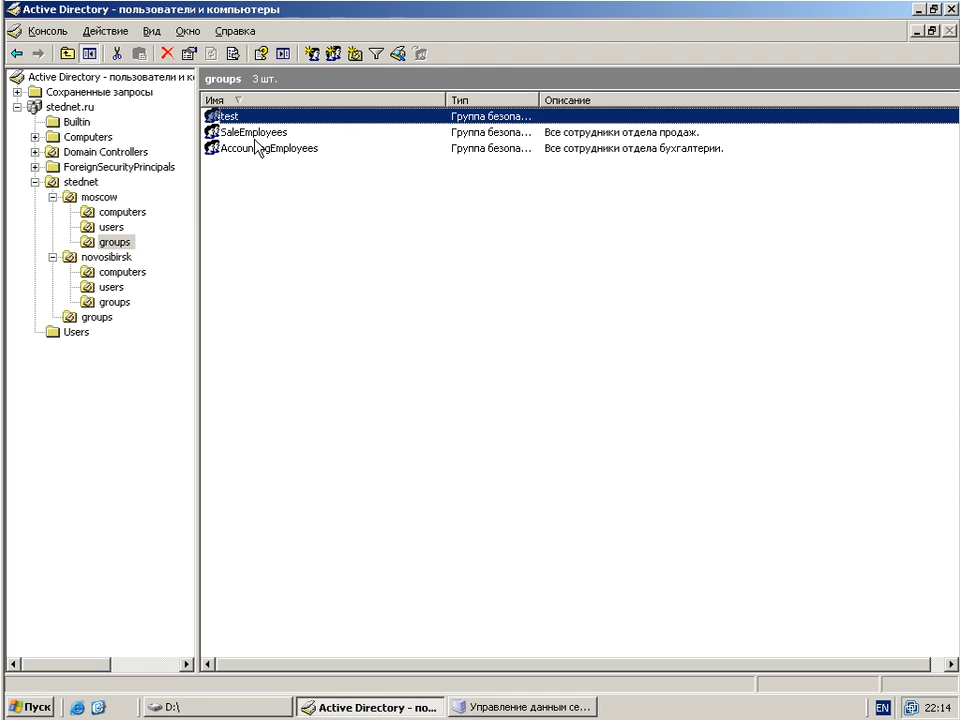 Active Directory - пользователи и компьютеры
Консоль Действие Вид Окно Справка
Active Directory - пользователи и к
Сохраненные запросы
stednet.ru
Builtin
Computers
Domain Controllers
ForeignSecurityPrincipals
stednet
moscow
computers
users
groups
novosibirsk
computers
users
groups
groups
Users
groups 3 шт.
Имя Тип Описание
test Группа безопа...
SaleEmployees Группа безопа... Все сотрудники отдела продаж.
AccountingEmployees Группа безопа... Все сотрудники отдела бухгалтерии.
Пуск D:\ Active Directory - по... Управление данным се... EN 22:14